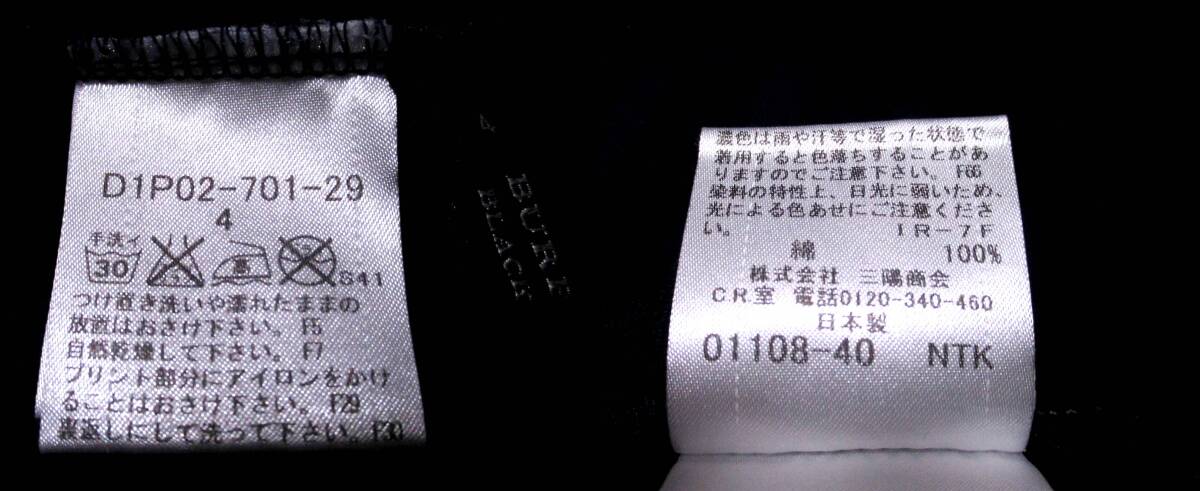 D1P02-701-29
4
手洗イ
30
高
S41
つけ置き洗いや濡れたままの
放置はおさけ下さい。 F5
自然乾燥して下さい。 F7
プリント部分にアイロンをかけ
ることはおさけ下さい。 F29
裏返しにして洗って下さい。 F30
4
BURB
BLACK
濃色は雨や汗等で湿った状態で
着用すると色落ちすることがあ
りますのでご注意下さい。 F66
染料の特性上、日光に弱いため、
光による色あせにご注意くださ
い。 IR-7F
綿 100%
株式会社 三陽商会
C.R.室 電話0120-340-460
日本製
01108-40 NTK